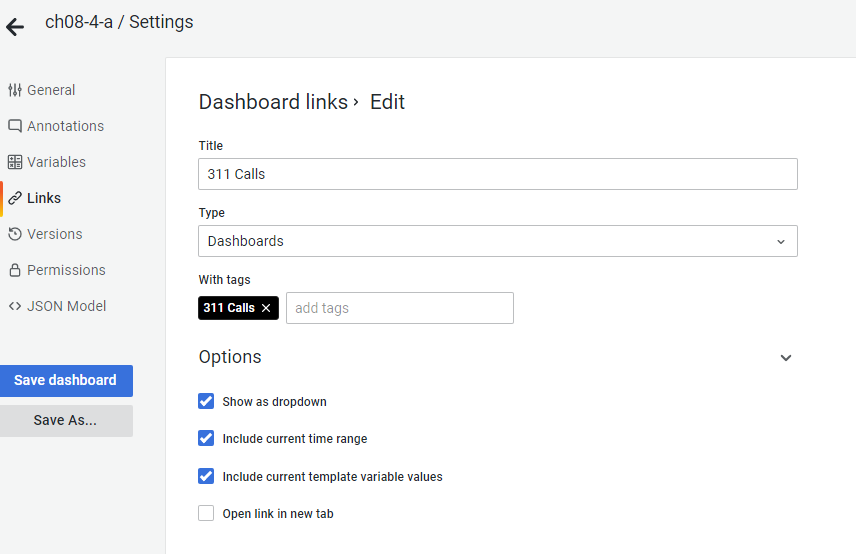 ch08-4-a / Settings
General
Annotations
Variables
Links
Versions
Permissions
JSON Model
Save dashboard
Save As...
Dashboard links › Edit
Title
311 Calls
Type
Dashboards
With tags
311 Calls
add tags
Options
Show as dropdown
Include current time range
Include current template variable values
Open link in new tab